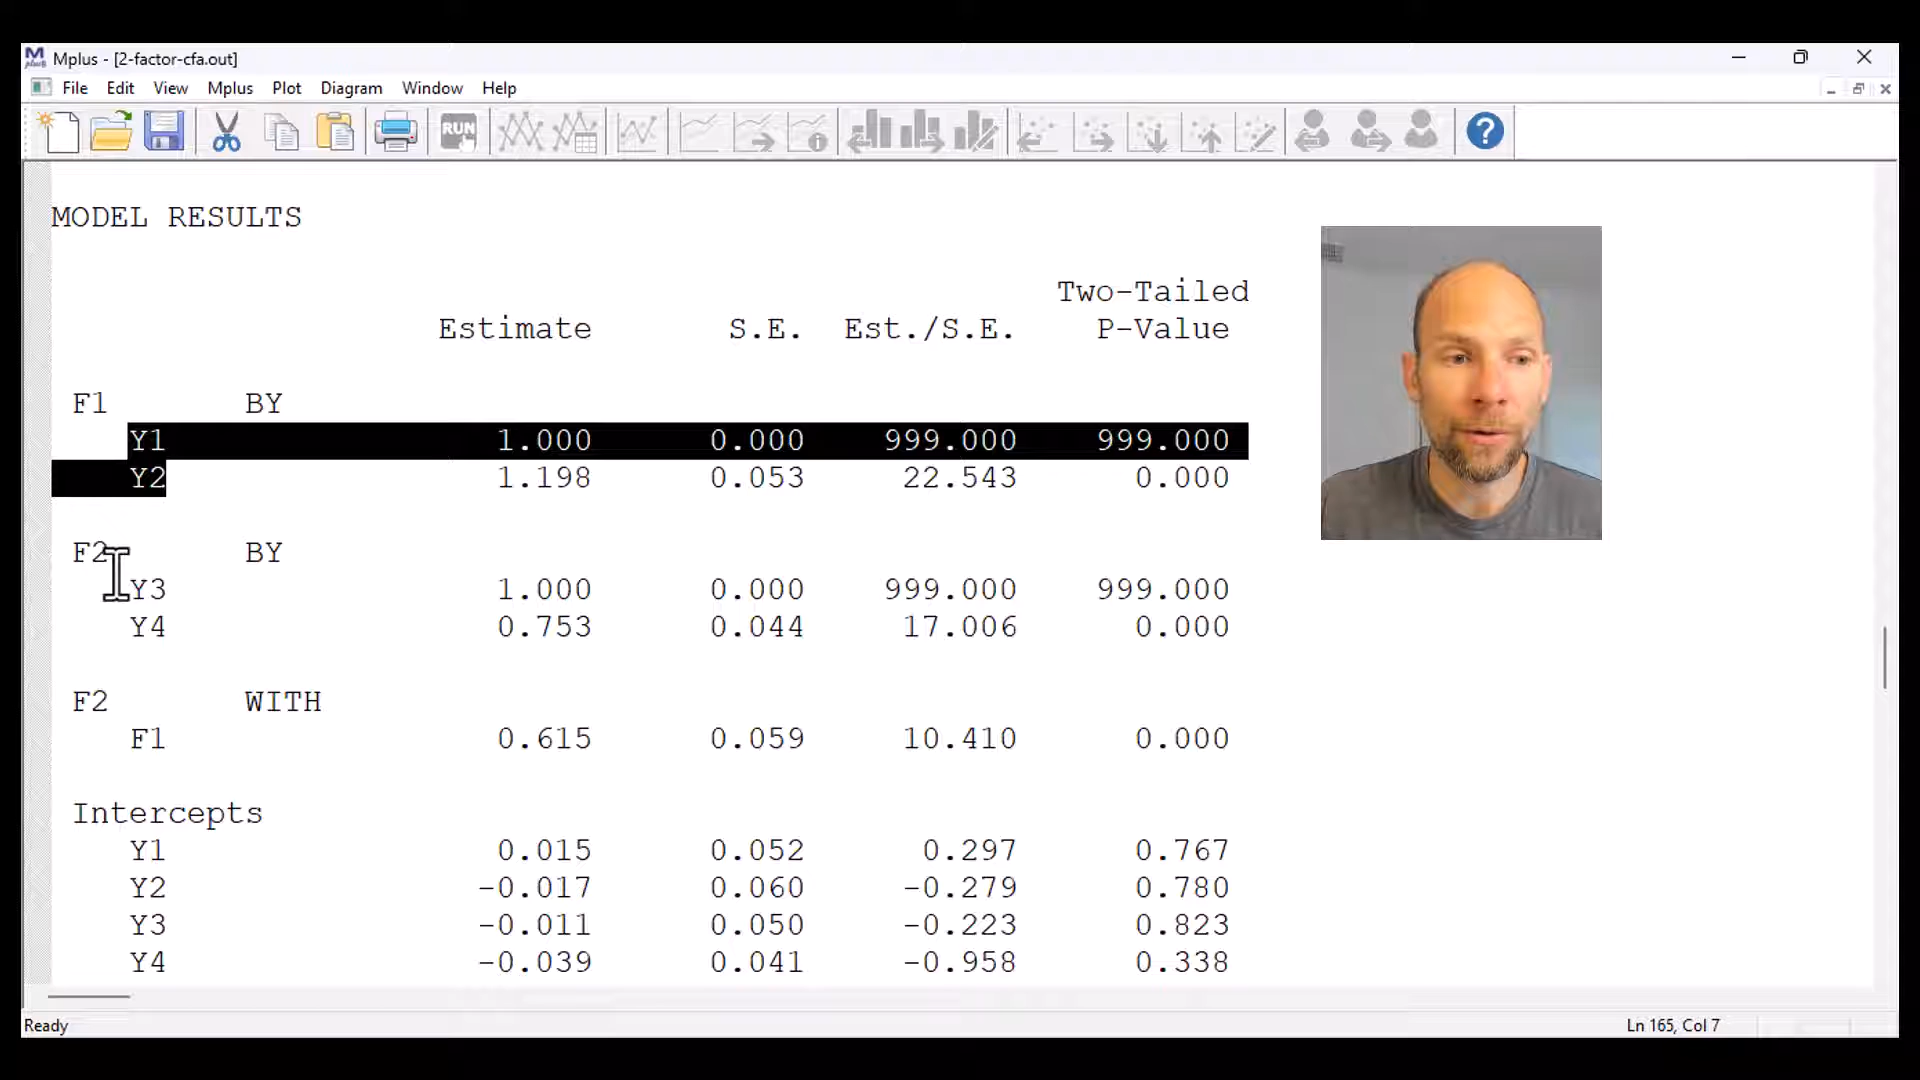 Mplus - [2-factor-cfa.out]
File Edit View Mplus Plot Diagram Window Help
RUN
MODEL RESULTS
Two-Tailed
Estimate S.E. Est./S.E. P-Value
F1 BY
Y1 1.000 0.000 999.000 999.000
Y2 1.198 0.053 22.543 0.000
F2 BY
Y3 1.000 0.000 999.000 999.000
Y4 0.753 0.044 17.006 0.000
F2 WITH
F1 0.615 0.059 10.410 0.000
Intercepts
Y1 0.015 0.052 0.297 0.767
Y2 -0.017 0.060 -0.279 0.780
Y3 -0.011 0.050 -0.223 0.823
Y4 -0.039 0.041 -0.958 0.338
Ready Ln 165, Col 7